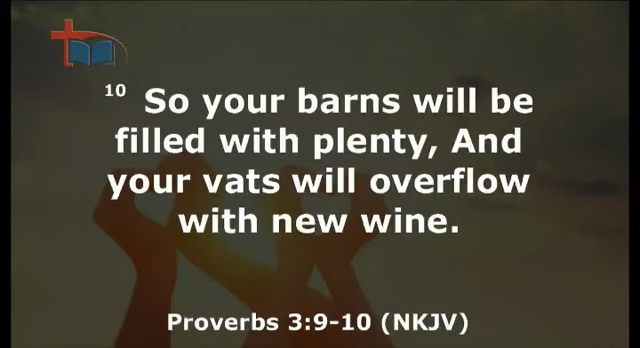 10 So your barns will be
filled with plenty, And
your vats will overflow
with new wine.
Proverbs 3:9-10 (NKJV)